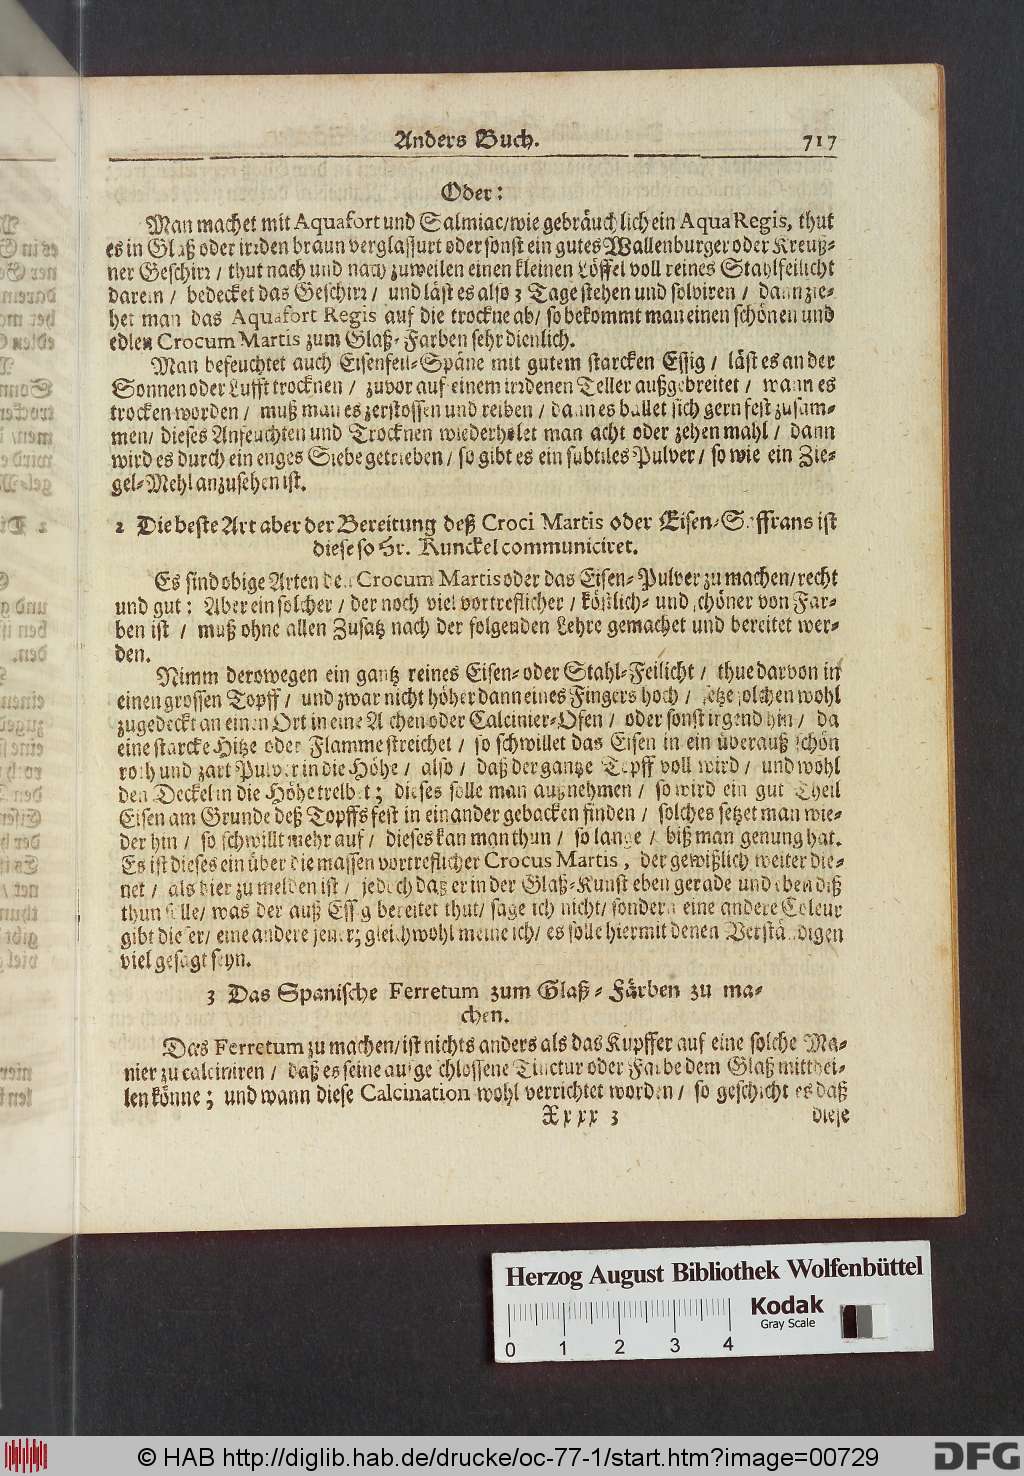 Anders Buch. 717
Oder:
Man machet mit Aquafort und Salmiac/ wie gebräuchlich ein Aqua Regis, thut
es in Glaß oder irrden braun verglassurt oder sonst ein gutes Wallenburger oder Kreuß-
ner Geschirr / thut nach und nach zuweilen einen kleinen Löffel voll reines Stahlfeilicht
darein / bedecket das Geschirr / und läst es also 3 Tage stehen und solviren / dann zie-
het man das Aquafort Regis auf die trockne ab/ so bekommt man einen schönen und
edlen Crocum Martis zum Glaß-Farben sehr dienlich.
Man befeuchtet auch Eisenfeil-Späne mit gutem starcken Essig / läst es an der
Sonnen oder Lufft trocknen / zuvor auf einem irrdenen Teller außgebreitet / wann es
trocken worden / muß man es zerstossen und reiben / dann es ballet sich gern fest zusam-
men/ dieses Anfeuchten und Trocknen wiederholet man acht oder zehen mahl / dann
wird es durch ein enges Siebe getrieben / so gibt es ein subtiles Pulver / so wie ein Zie-
gel-Mehl anzusehen ist.
2 Die beste Art aber der Bereitung deß Croci Martis oder Eisen-Saffrans ist
diese so Hr. Kunckel communiciret.
Es sind obige Arten den Crocum Martis oder das Eisen-Pulver zu machen/ recht
und gut: Aber ein solcher / der noch viel vortreflicher / köstlich- und schöner von Far-
ben ist / muß ohne allen Zusatz nach der folgenden Lehre gemachet und bereitet wer-
den.
Nimm derowegen ein gantz reines Eisen- oder Stahl-Feilicht / thue darvon in
einen grossen Topff / und zwar nicht höher dann eines Fingers hoch / setze solchen wohl
zugedeckt an einen Ort in eine Aschen oder Calcinier-Ofen / oder sonst irgend hin / da
eine starcke Hitze oder Flamme streichet / so schwillet das Eisen in ein überauß schön
roth und zart Pulver in die Höhe / also / daß der gantze Topff voll wird / und wohl
den Deckel in die Höhe treibet; dieses solle man außnehmen / so wird ein gut Theil
Eisen am Grunde deß Topffs fest in einander gebacken finden / solches setzet man wie-
der hin / so schwillt mehr auf / dieses kan man thun / so lange / biß man genung hat.
Es ist dieses ein über die massen vortreflicher Crocus Martis, der gewißlich weiter die-
net / als hier zu melden ist / jedoch daß er in der Glaß-Kunst eben gerade und eben diß
thun solle/ was der auß Essig bereitet thut/ sage ich nicht/ sondern eine andere Coleur
gibt dieser/ eine andere jener; gleichwohl meine ich/ es solle hiermit denen Verständigen
viel gesagt seyn.
3 Das Spanische Ferretum zum Glaß-Färben zu ma-
chen.
Das Ferretum zu machen/ ist nichts anders als das Kupffer auf eine solche Ma-
nier zu calciniren / daß es seine aufgeschlossene Tinctur oder Farbe dem Glaß mitthei-
len könne; und wann diese Calcination wohl verrichtet worden / so geschicht es daß
Xxxx 3 diese
Herzog August Bibliothek Wolfenbüttel
Kodak
Gray Scale
0 1 2 3 4
© HAB http://diglib.hab.de/drucke/oc-77-1/start.htm?image=00729
DFG